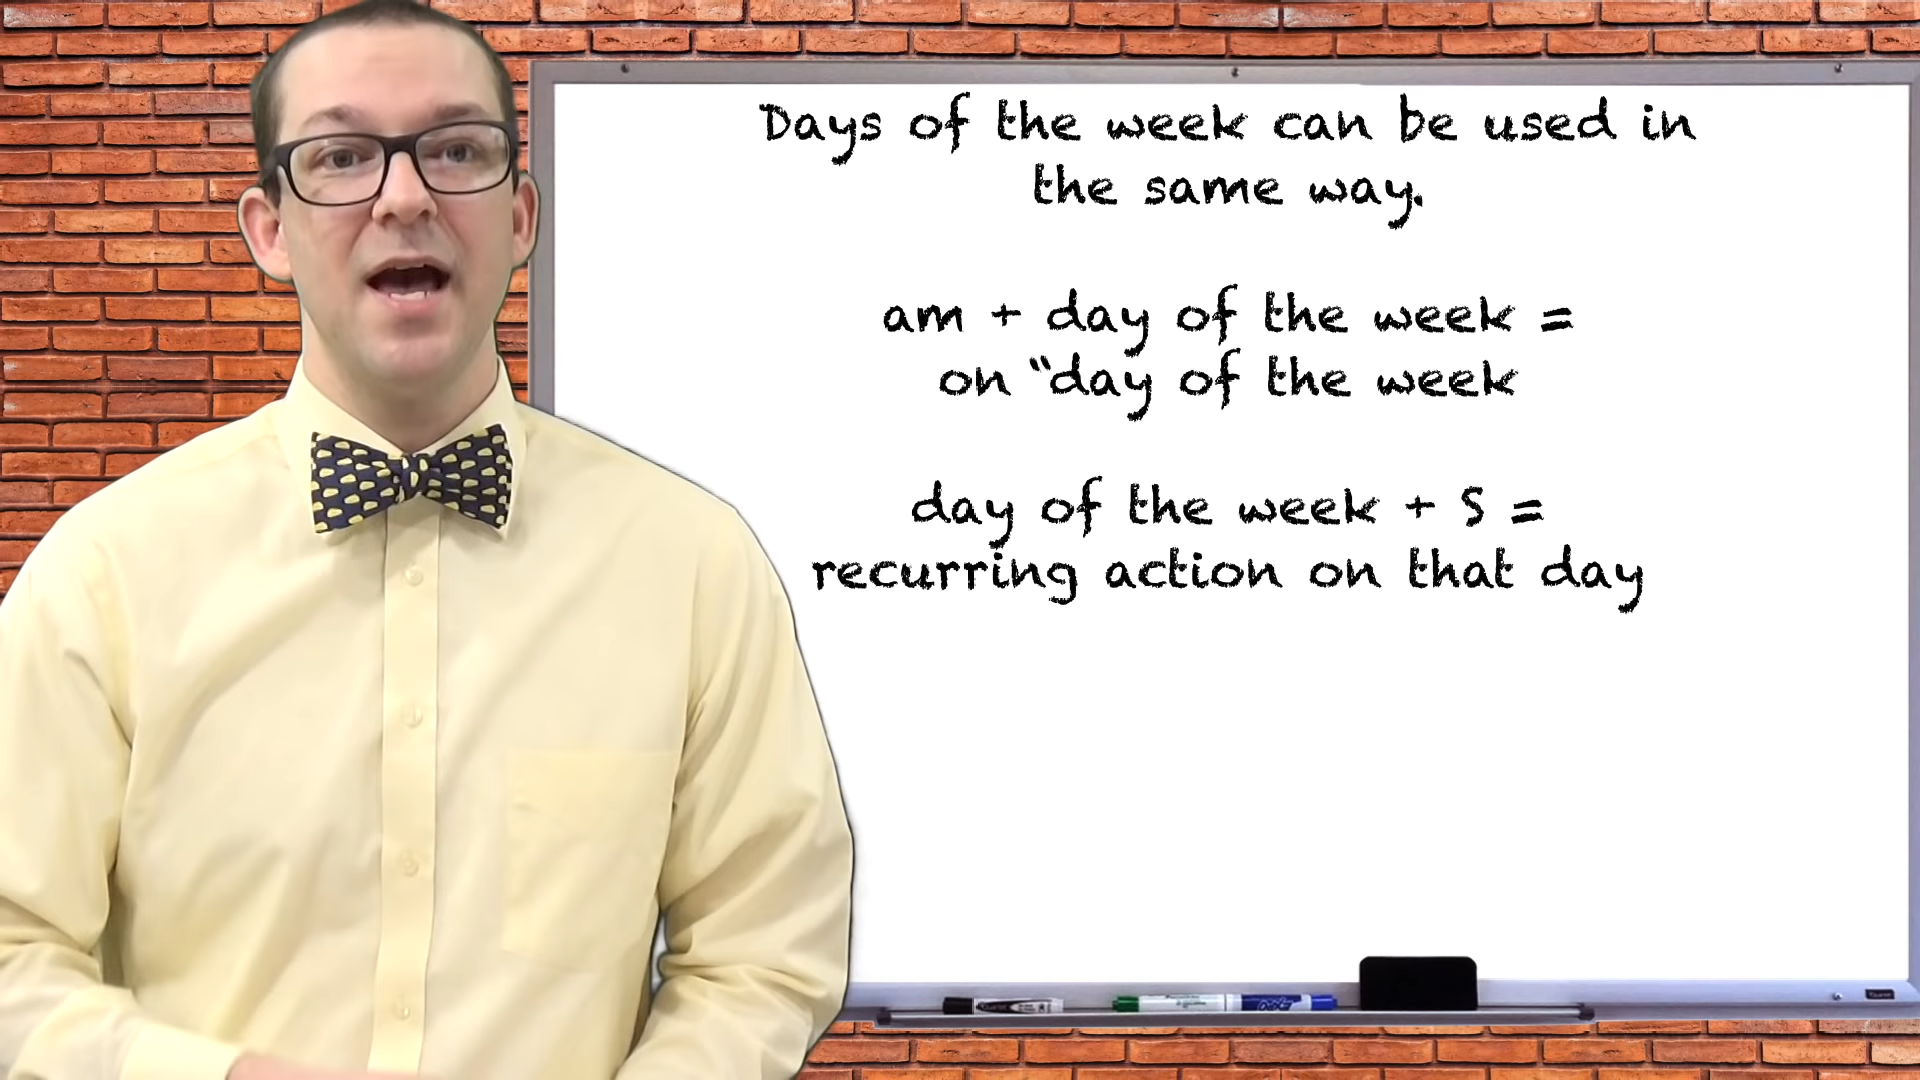 Days of the week can be used in
the same way.
am + day of the week =
on "day of the week
day of the week + s =
recurring action on that day
EXPO